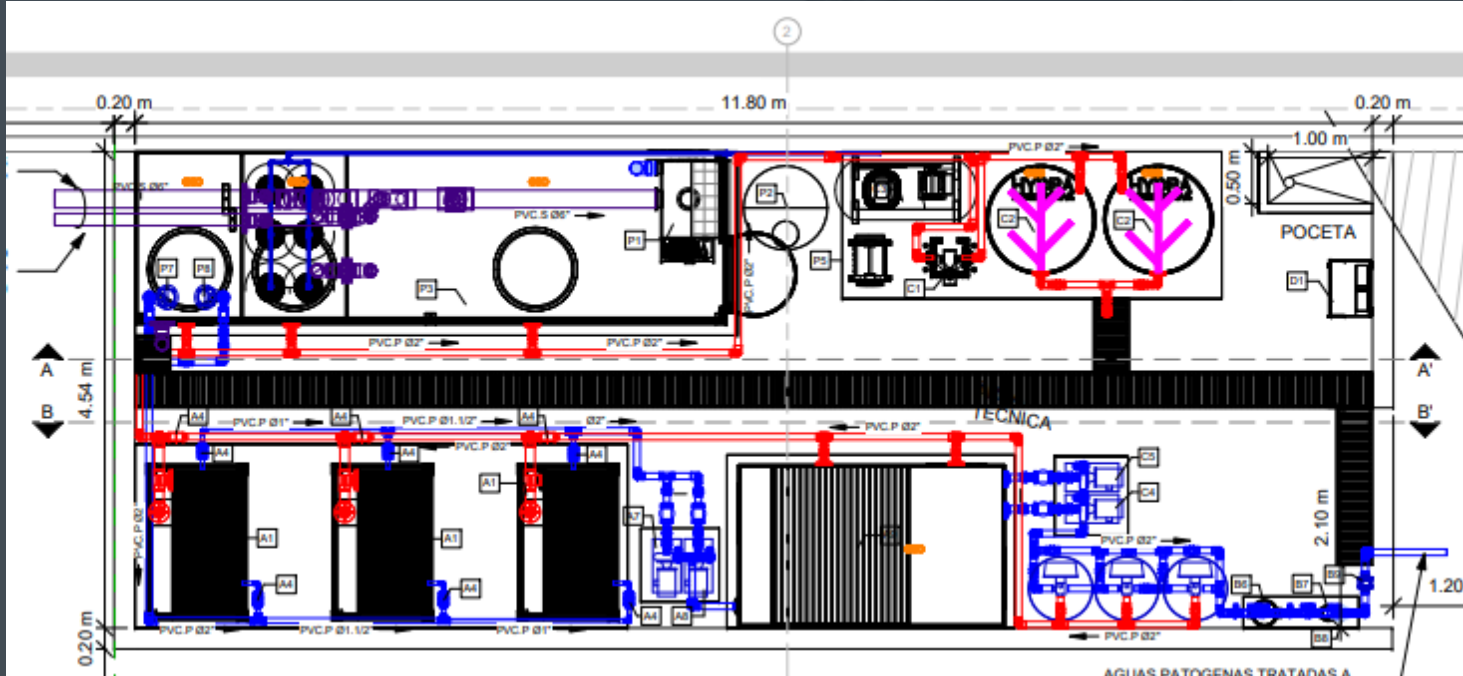 2
0.20 m
11.80 m
0.20 m
1.00 m
PVC.P Ø2"
0.50 m
PVC.S Ø6"
PVC.S Ø6"
P2
C2
C2
P1
POCETA
P7
P8
P3
P5
C1
D1
PVC.P Ø2"
PVC.P Ø2"
PVC.P Ø2"
A
A'
4.54 m
B
B'
TECNICA
A4
PVC.P Ø1"
A4
PVC.P Ø1.1/2"
A4
Ø2"
PVC.P Ø2"
PVC.P Ø2"
A4
A4
A4
A1
C5
C4
PVC.P Ø2"
A7
A1
A1
PVC.P Ø2"
2.10 m
A4
A4
A4
A8
B6
B7
B9
1.20
PVC.P Ø2"
PVC.P Ø1.1/2"
PVC.P Ø1"
PVC.P Ø2"
B8
0.20 m
AGUAS PATOGENAS TRATADAS A